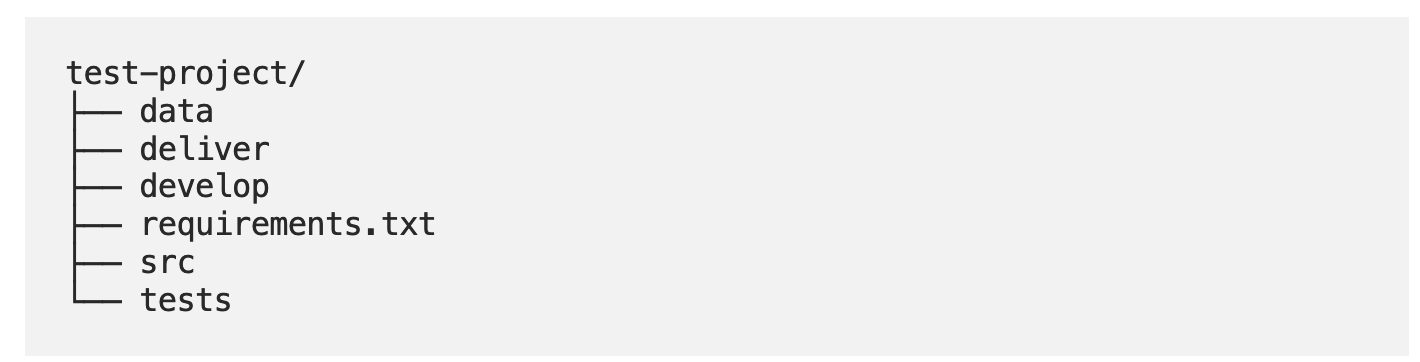 test-project/
├── data
├── deliver
├── develop
├── requirements.txt
├── src
└── tests